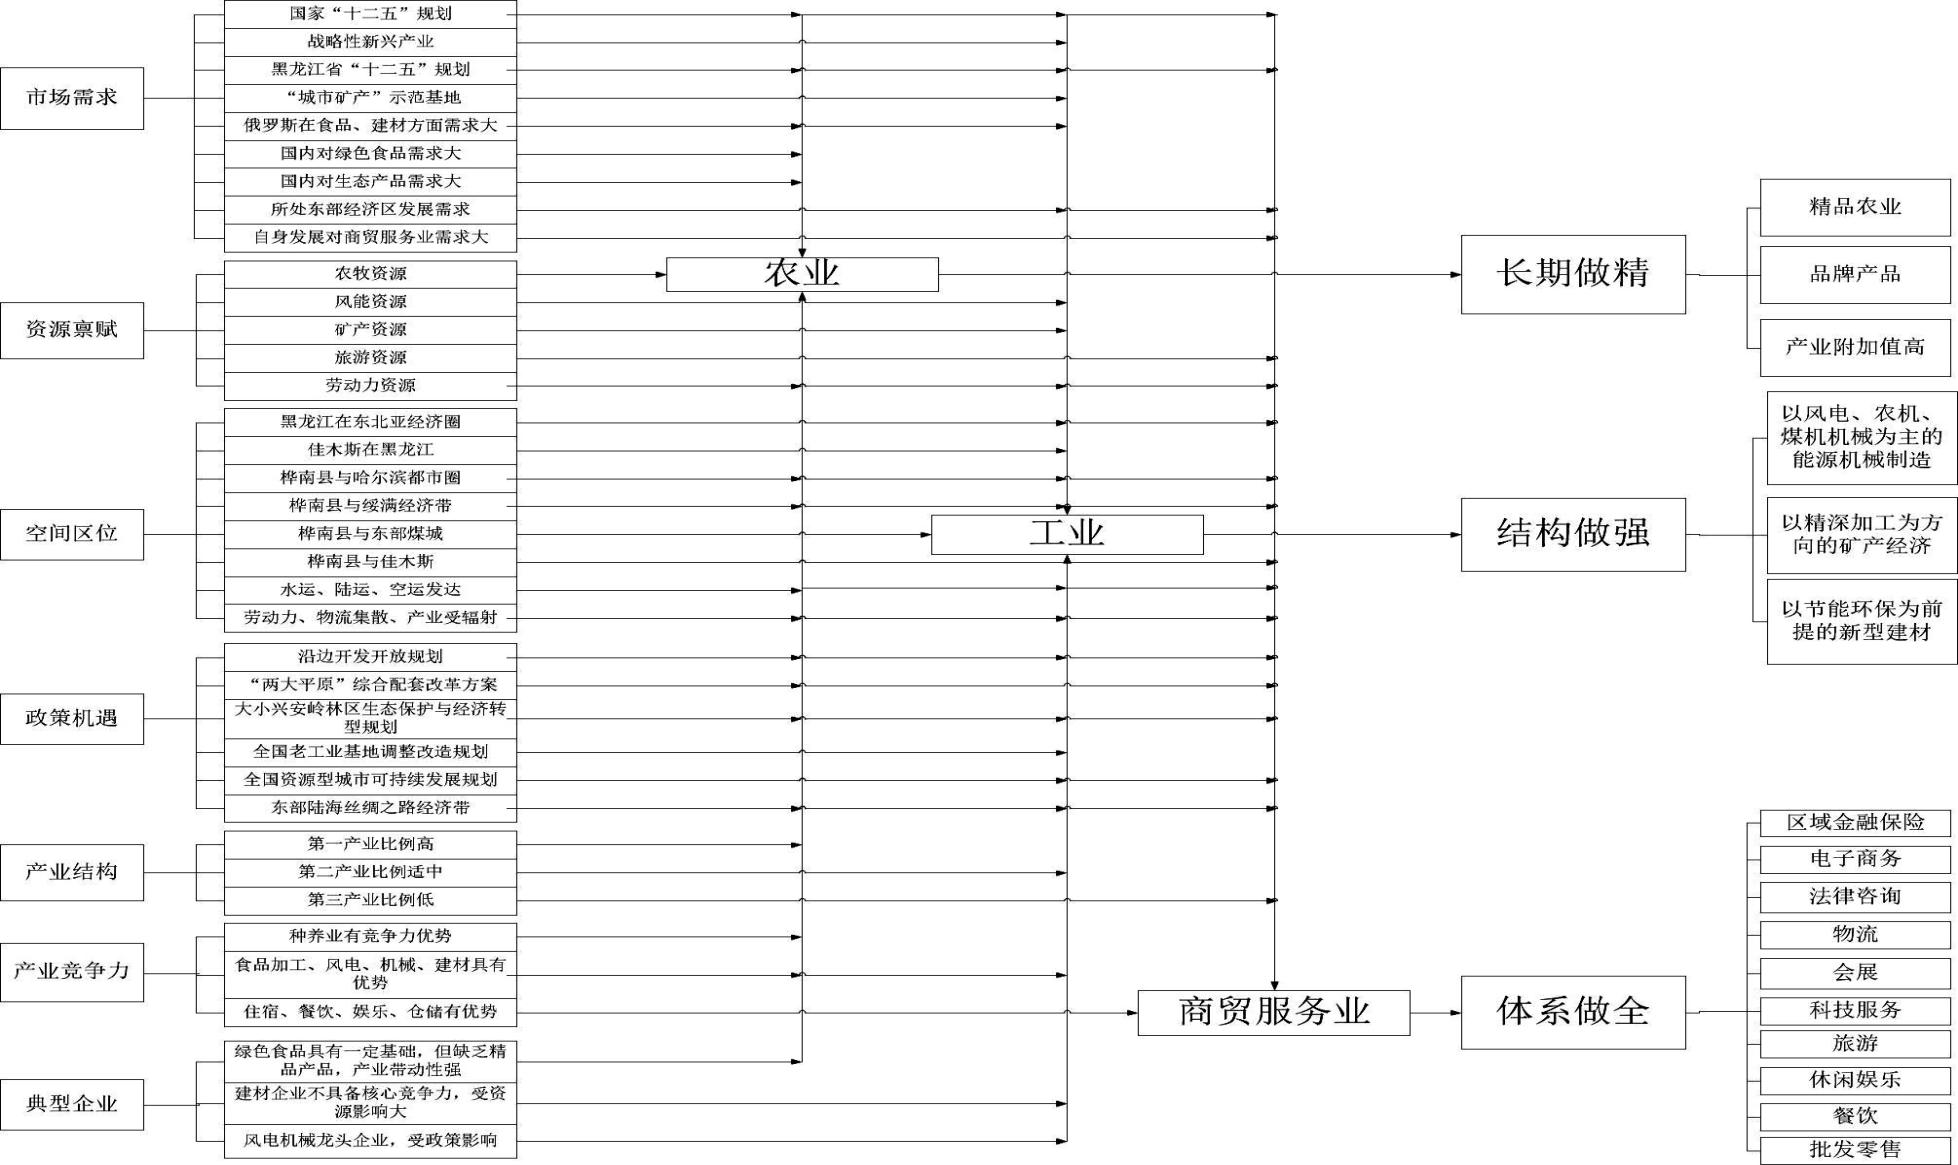 市场需求
国家“十二五”规划
战略性新兴产业
黑龙江省“十二五”规划
“城市矿产”示范基地
俄罗斯在食品、建材方面需求大
国内对绿色食品需求大
国内对生态产品需求大
所处东部经济区发展需求
自身发展对商贸服务业需求大
资源禀赋
农牧资源
风能资源
矿产资源
旅游资源
劳动力资源
空间区位
黑龙江在东北亚经济圈
佳木斯在黑龙江
桦南县与哈尔滨都市圈
桦南县与绥满经济带
桦南县与东部煤城
桦南县与佳木斯
水运、陆运、空运发达
劳动力、物流集散、产业受辐射
政策机遇
沿边开发开放规划
“两大平原”综合配套改革方案
大小兴安岭林区生态保护与经济转
型规划
全国老工业基地调整改造规划
全国资源型城市可持续发展规划
东部陆海丝绸之路经济带
产业结构
第一产业比例高
第二产业比例适中
第三产业比例低
产业竞争力
种养业有竞争力优势
食品加工、风电、机械、建材具有
优势
住宿、餐饮、娱乐、仓储有优势
典型企业
绿色食品具有一定基础，但缺乏精
品产品，产业带动性强
建材企业不具备核心竞争力，受资
源影响大
风电机械龙头企业，受政策影响
农业
工业
商贸服务业
长期做精
精品农业
品牌产品
产业附加值高
结构做强
以风电、农机、
煤机机械为主的
能源机械制造
以精深加工为方
向的矿产经济
以节能环保为前
提的新型建材
体系做全
区域金融保险
电子商务
法律咨询
物流
会展
科技服务
旅游
休闲娱乐
餐饮
批发零售